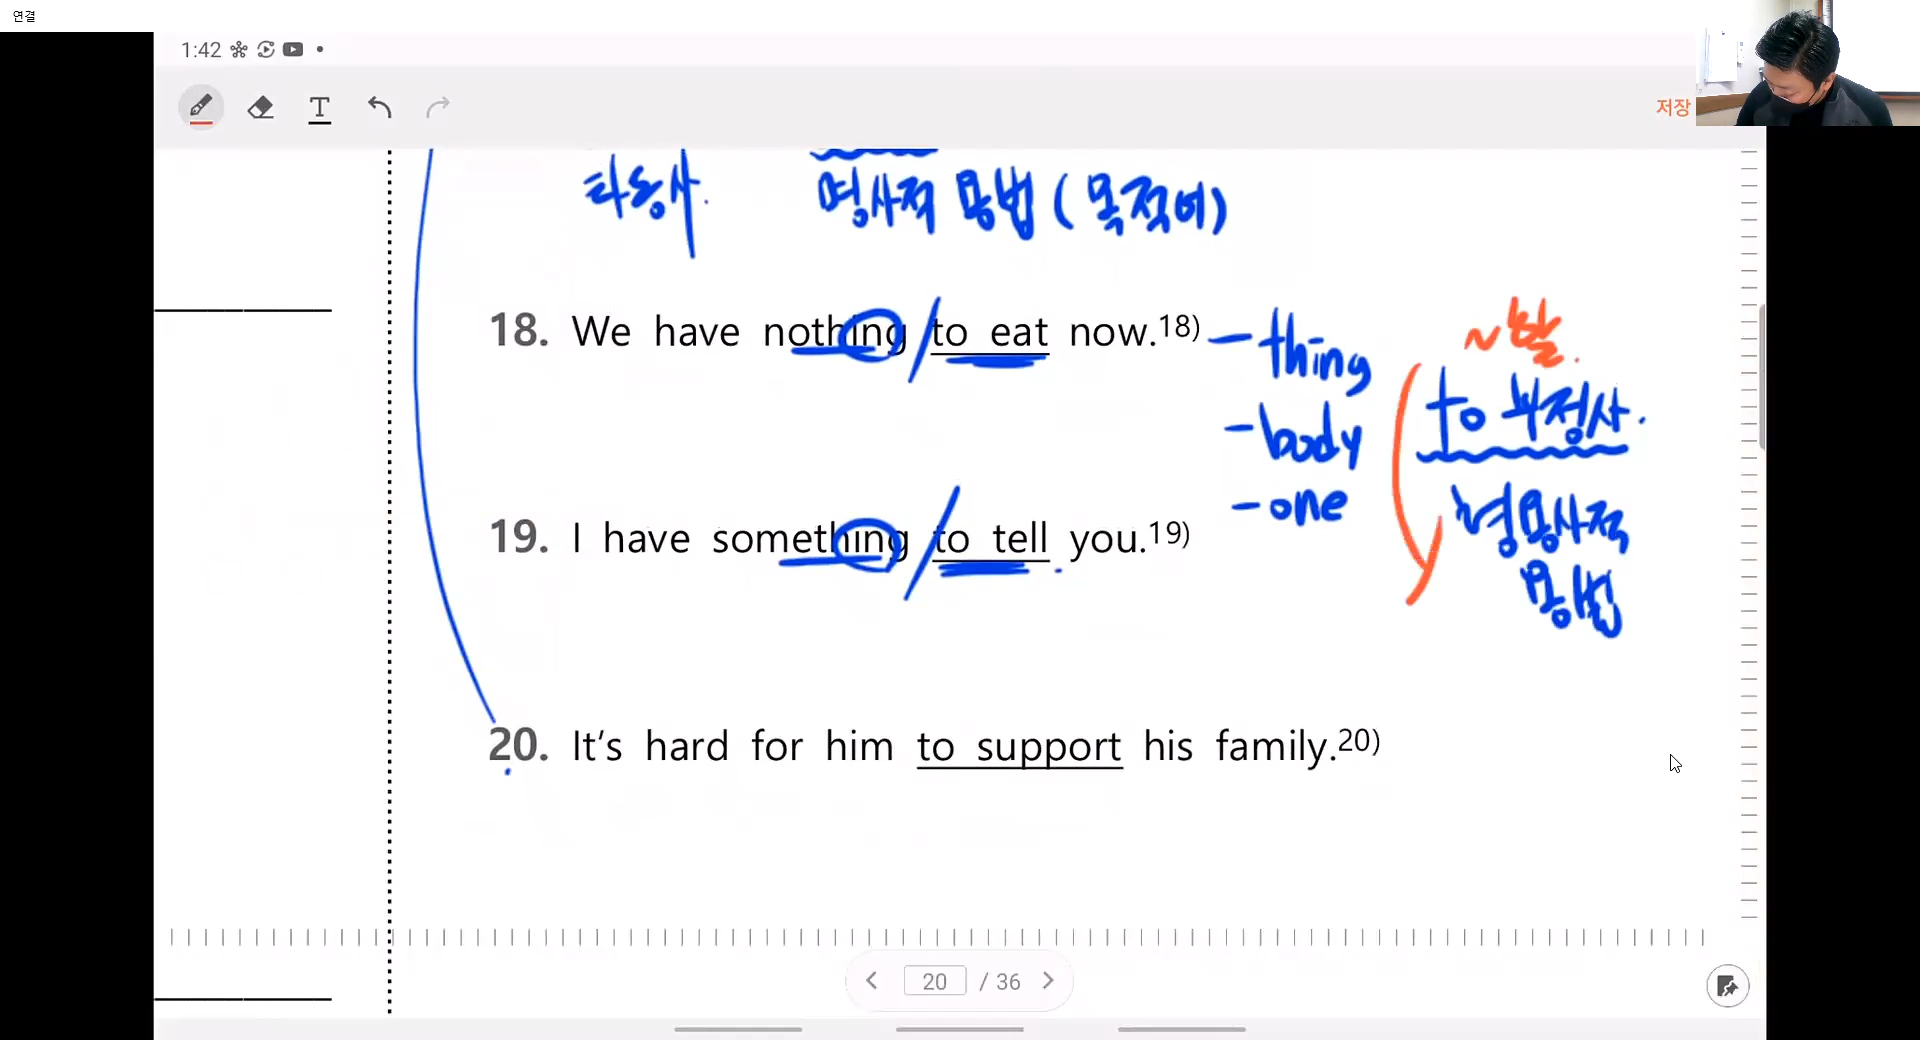 연결
1:42
T
저장
타동사.
명사적 용법 (목적어)
18. We have nothing / to eat now.18)
-thing
-body
-one
~할.
to 부정사.
형용사적
용법
19. I have something / to tell you.19)
20. It's hard for him to support his family.20)
20 / 36